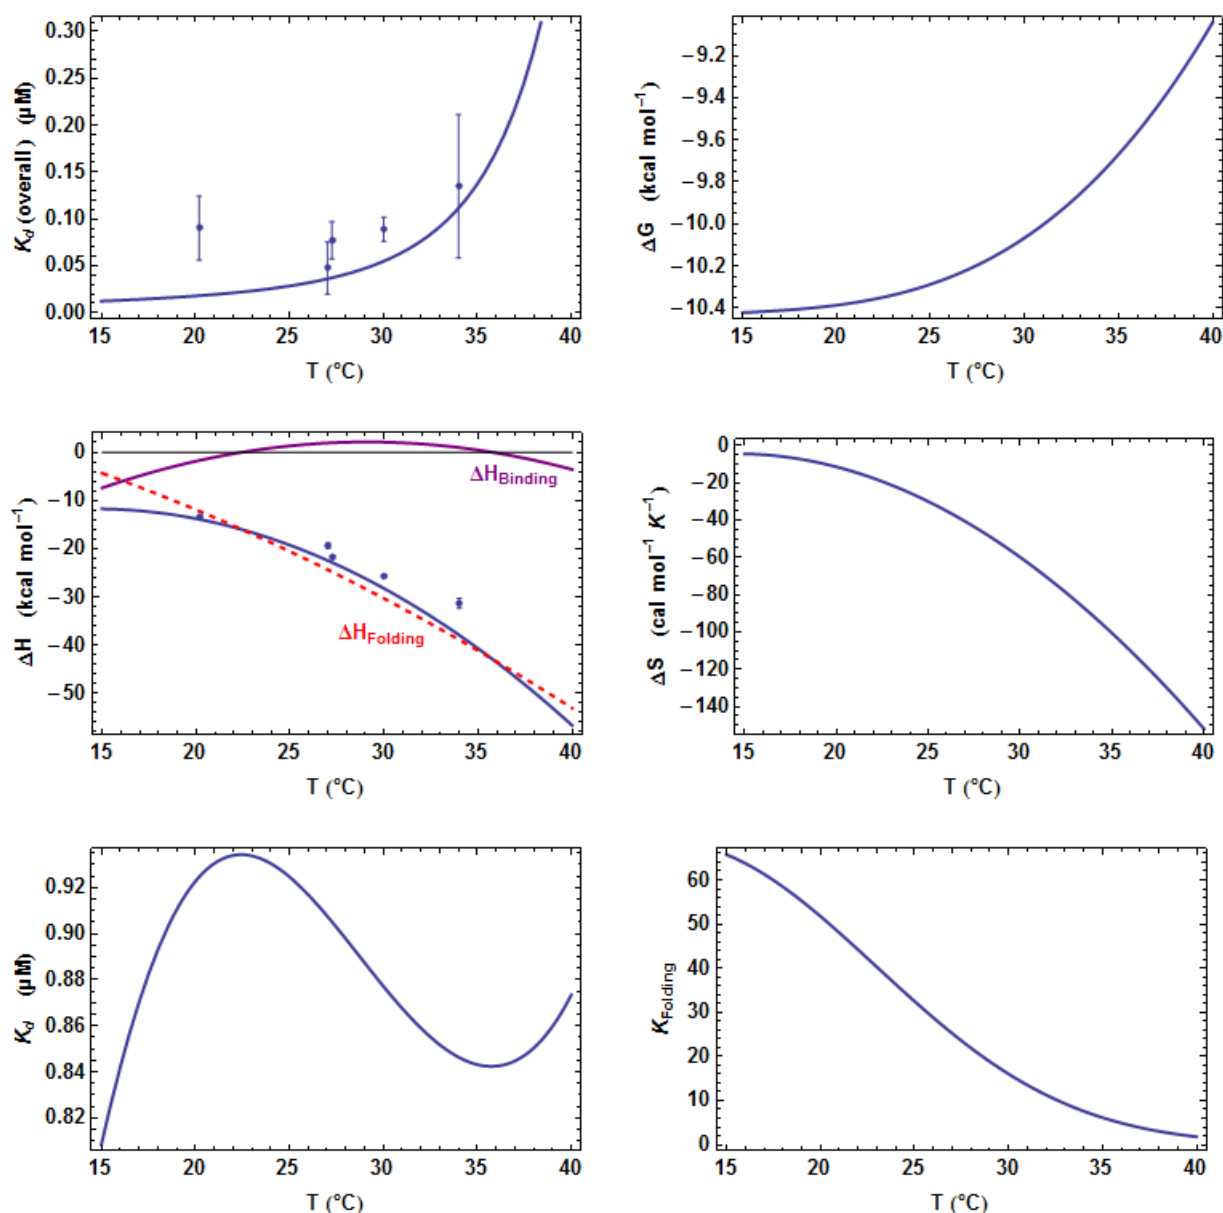 K_d (overall) (μM)
0.30
0.25
0.20
0.15
0.10
0.05
0.00
15 20 25 30 35 40
T (°C)
ΔG (kcal mol⁻¹)
−9.2
−9.4
−9.6
−9.8
−10.0
−10.2
−10.4
15 20 25 30 35 40
T (°C)
ΔH (kcal mol⁻¹)
0
−10
−20
−30
−40
−50
ΔH_Binding
ΔH_Folding
15 20 25 30 35 40
T (°C)
ΔS (cal mol⁻¹ K⁻¹)
0
−20
−40
−60
−80
−100
−120
−140
15 20 25 30 35 40
T (°C)
K_d (μM)
0.92
0.90
0.88
0.86
0.84
0.82
15 20 25 30 35 40
T (°C)
K_Folding
60
50
40
30
20
10
0
15 20 25 30 35 40
T (°C)